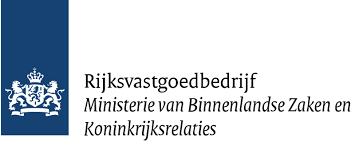 Rijksvastgoedbedrijf
Ministerie van Binnenlandse Zaken en
Koninkrijksrelaties